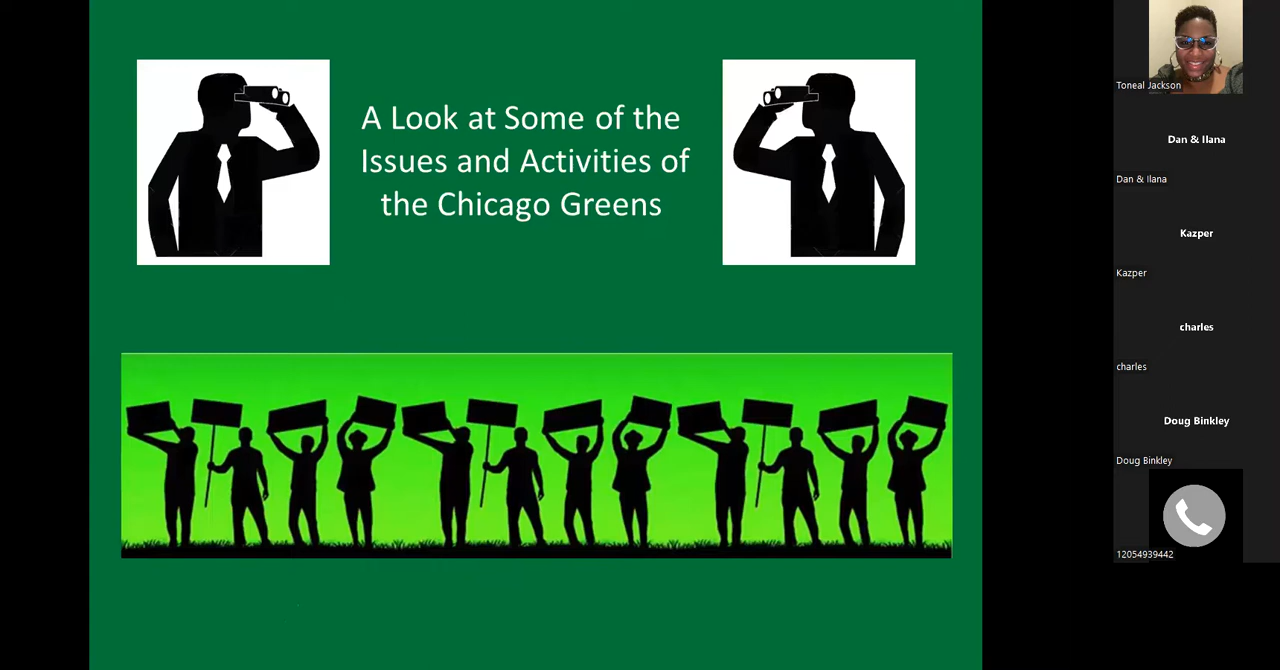 A Look at Some of the
Issues and Activities of
the Chicago Greens
Toneal Jackson
Dan & Ilana
Dan & Ilana
Kazper
Kazper
charles
charles
Doug Binkley
Doug Binkley
12054939442